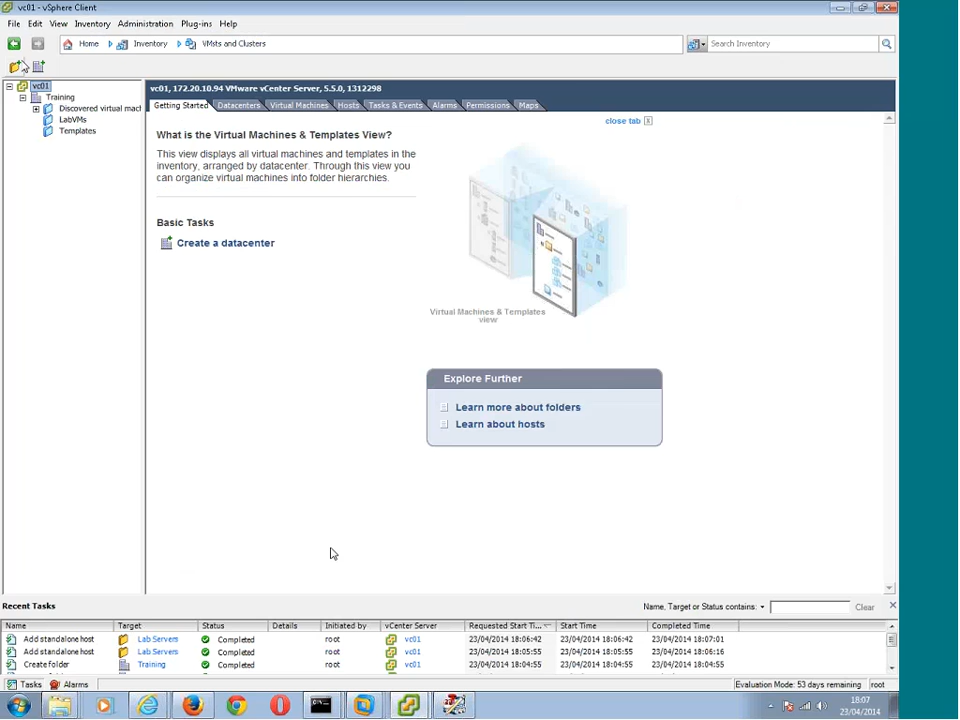 vc01 - vSphere Client
File Edit View Inventory Administration Plug-ins Help
Home Inventory VMsts and Clusters Search Inventory
vc01
Training
Discovered virtual macl
LabVMs
Templates
vc01, 172.20.10.94 VMware vCenter Server, 5.5.0, 1312298
Getting Started Datacenters Virtual Machines Hosts Tasks & Events Alarms Permissions Maps
close tab
What is the Virtual Machines & Templates View?
This view displays all virtual machines and templates in the
inventory, arranged by datacenter. Through this view you
can organize virtual machines into folder hierarchies.
Basic Tasks
Create a datacenter
Virtual Machines & Templates
view
Explore Further
Learn more about folders
Learn about hosts
Recent Tasks Name, Target or Status contains: Clear
Name Target Status Details Initiated by vCenter Server Requested Start Ti... Start Time Completed Time
Add standalone host Lab Servers Completed root vc01 23/04/2014 18:06:42 23/04/2014 18:06:42 23/04/2014 18:07:01
Add standalone host Lab Servers Completed root vc01 23/04/2014 18:05:55 23/04/2014 18:05:55 23/04/2014 18:06:16
Create folder Training Completed root vc01 23/04/2014 18:04:55 23/04/2014 18:04:55 23/04/2014 18:04:55
Tasks Alarms Evaluation Mode: 53 days remaining root
18:07
23/04/2014